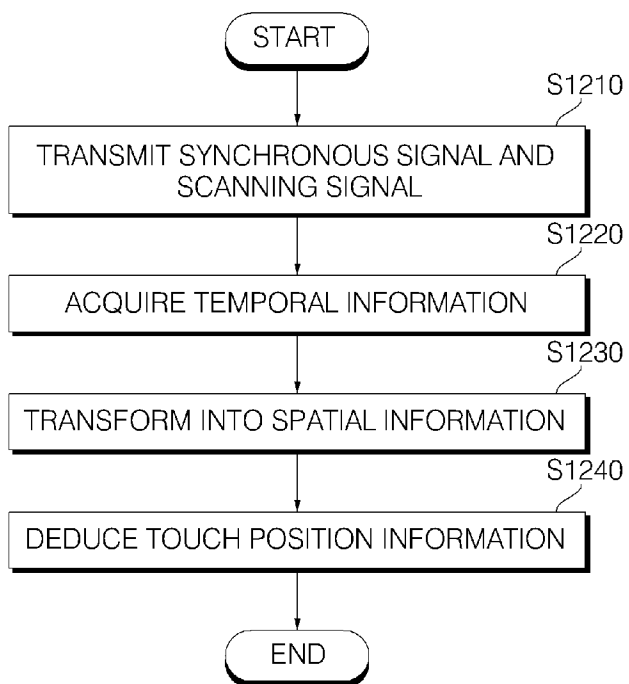 START
S1210
TRANSMIT SYNCHRONOUS SIGNAL AND
SCANNING SIGNAL
S1220
ACQUIRE TEMPORAL INFORMATION
S1230
TRANSFORM INTO SPATIAL INFORMATION
S1240
DEDUCE TOUCH POSITION INFORMATION
END